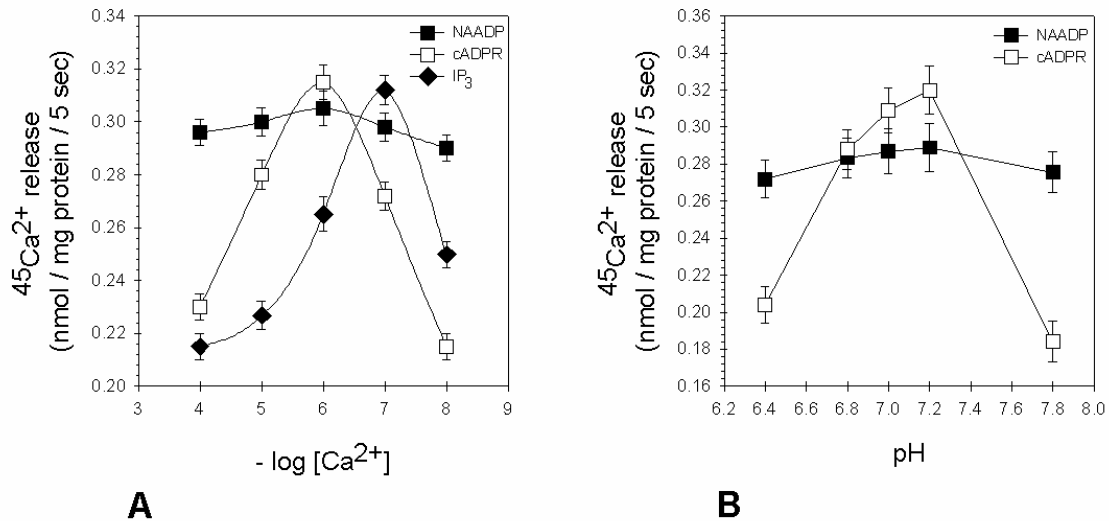 0.34
0.32
0.30
0.28
0.26
0.24
0.22
0.20
3 4 5 6 7 8 9
45Ca2+ release
(nmol / mg protein / 5 sec)
- log [Ca2+]
NAADP
cADPR
IP3
A
0.36
0.34
0.32
0.30
0.28
0.26
0.24
0.22
0.20
0.18
0.16
6.2 6.4 6.6 6.8 7.0 7.2 7.4 7.6 7.8 8.0
45Ca2+ release
(nmol / mg protein / 5 sec)
pH
NAADP
cADPR
B